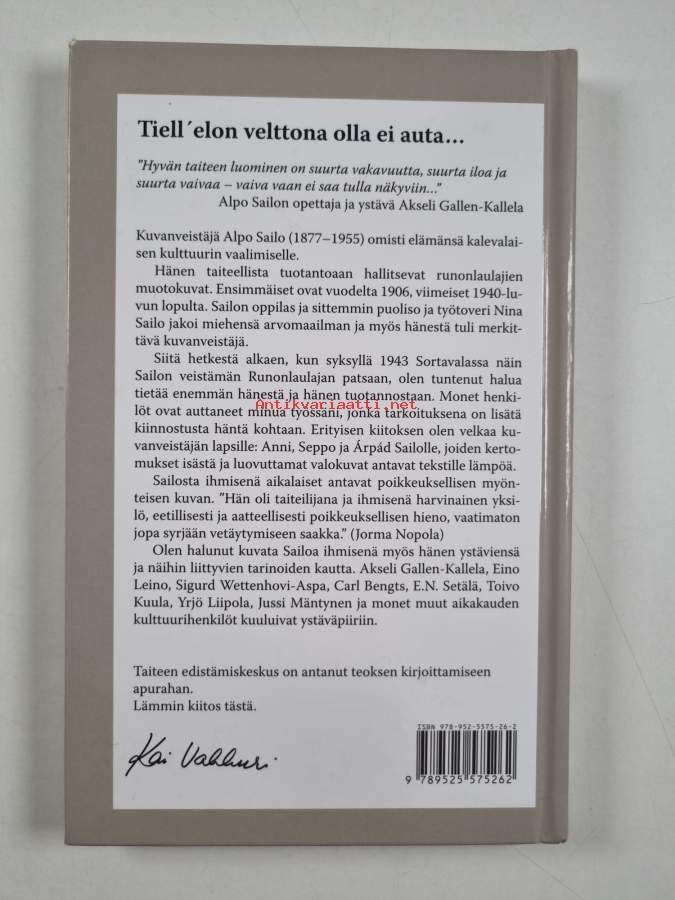 Tiell´elon velttona olla ei auta...
"Hyvän taiteen luominen on suurta vakavuutta, suurta iloa ja
suurta vaivaa – vaiva vaan ei saa tulla näkyviin..."
Alpo Sailon opettaja ja ystävä Akseli Gallen-Kallela
Kuvanveistäjä Alpo Sailo (1877–1955) omisti elämänsä kalevalai-
sen kulttuurin vaalimiselle.
Hänen taiteellista tuotantoaan hallitsevat runonlaulajien
muotokuvat. Ensimmäiset ovat vuodelta 1906, viimeiset 1940-lu-
vun lopulta. Sailon oppilas ja sittemmin puoliso ja työtoveri Nina
Sailo jakoi miehensä arvomaailman ja myös hänestä tuli merkit-
tävä kuvanveistäjä.
Siitä hetkestä alkaen, kun syksyllä 1943 Sortavalassa näin
Sailon veistämän Runonlaulajan patsaan, olen tuntenut halua
tietää enemmän hänestä ja hänen tuotannostaan. Monet henki-
Antikvariaatti.net
löt ovat auttaneet minua työssäni, jonka tarkoituksena on lisätä
kiinnostusta häntä kohtaan. Erityisen kiitoksen olen velkaa ku-
vanveistäjän lapsille: Anni, Seppo ja Árpád Sailolle, joiden kerto-
mukset isästä ja luovuttamat valokuvat antavat tekstille lämpöä.
Sailosta ihmisenä aikalaiset antavat poikkeuksellisen myön-
teisen kuvan. "Hän oli taiteilijana ja ihmisenä harvinainen yksi-
lö, eetillisesti ja aatteellisesti poikkeuksellisen hieno, vaatimaton
jopa syrjään vetäytymiseen saakka." (Jorma Nopola)
Olen halunut kuvata Sailoa ihmisenä myös hänen ystäviensä
ja näihin liittyvien tarinoiden kautta. Akseli Gallen-Kallela, Eino
Leino, Sigurd Wettenhovi-Aspa, Carl Bengts, E.N. Setälä, Toivo
Kuula, Yrjö Liipola, Jussi Mäntynen ja monet muut aikakauden
kulttuurihenkilöt kuuluivat ystäväpiiriin.
Taiteen edistämiskeskus on antanut teoksen kirjoittamiseen
apurahan.
Lämmin kiitos tästä.
ISBN 978-952-5575-26-2
Kai Vahluri
9 789525 575262